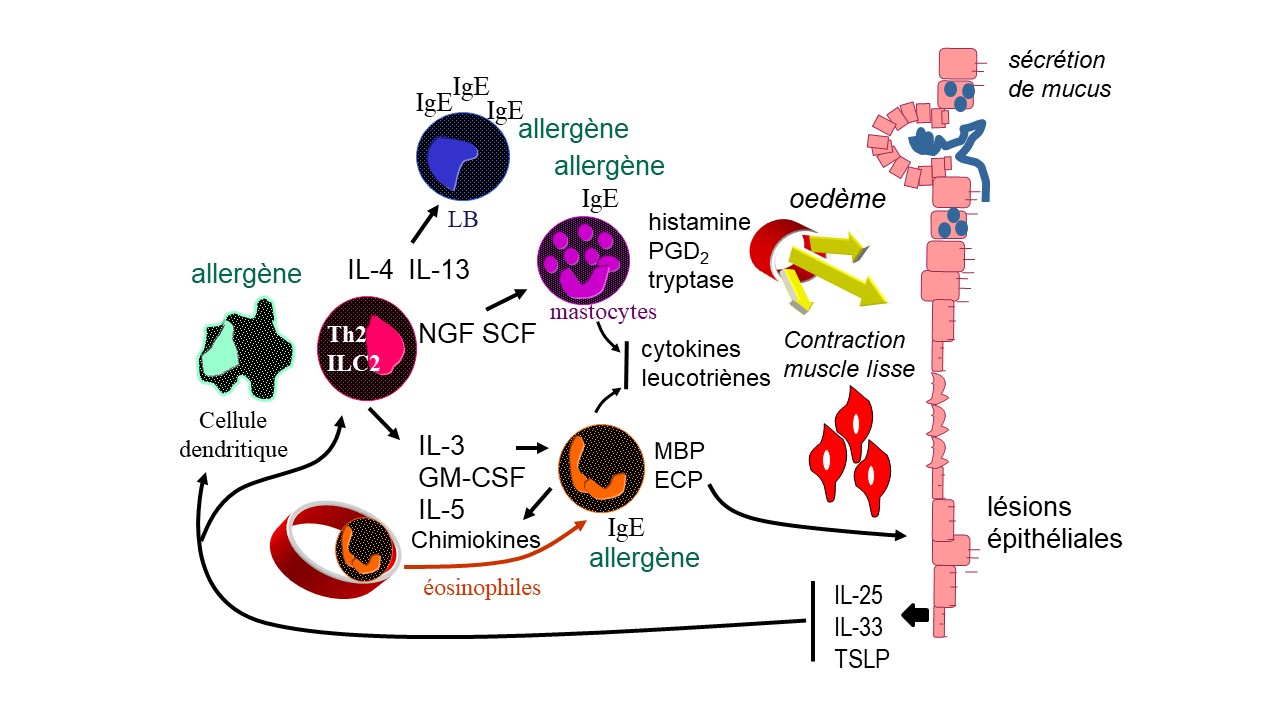 sécrétion
de mucus
IgE
IgE
IgE
allergène
allergène
IgE
oedème
LB
histamine
PGD₂
tryptase
IL-4 IL-13
allergène
mastocytes
Th2
ILC2
NGF SCF
cytokines
leucotriènes
Contraction
muscle lisse
Cellule
dendritique
IL-3
GM-CSF
IL-5
Chimiokines
MBP
ECP
IgE
allergène
éosinophiles
lésions
épithéliales
IL-25
IL-33
TSLP